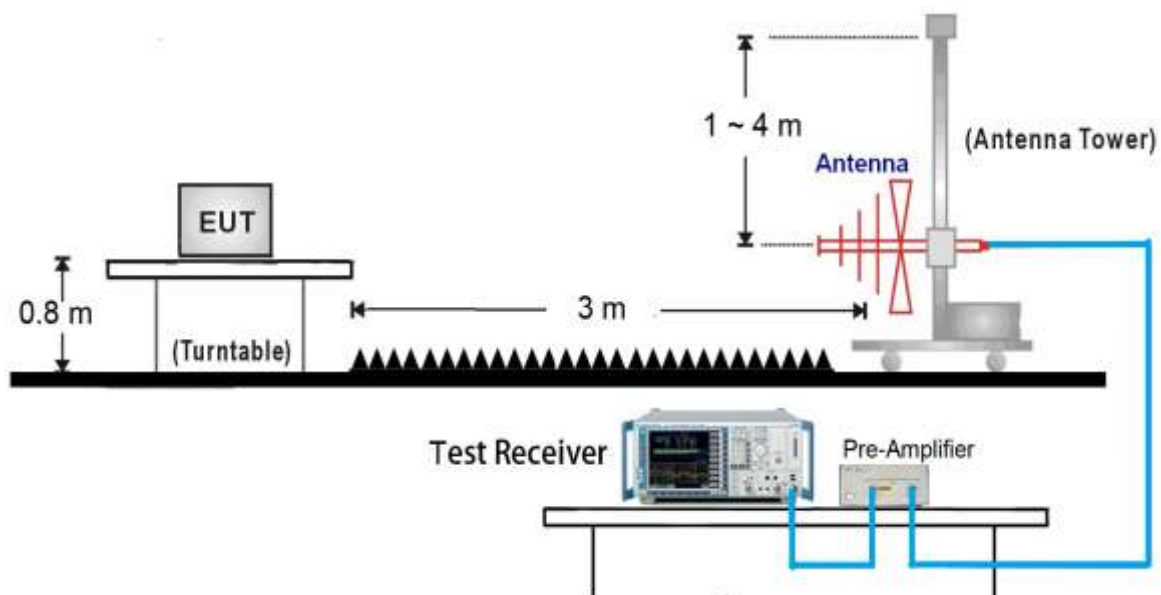 1 ~ 4 m
(Antenna Tower)
Antenna
EUT
0.8 m
3 m
(Turntable)
Test Receiver
Pre-Amplifier